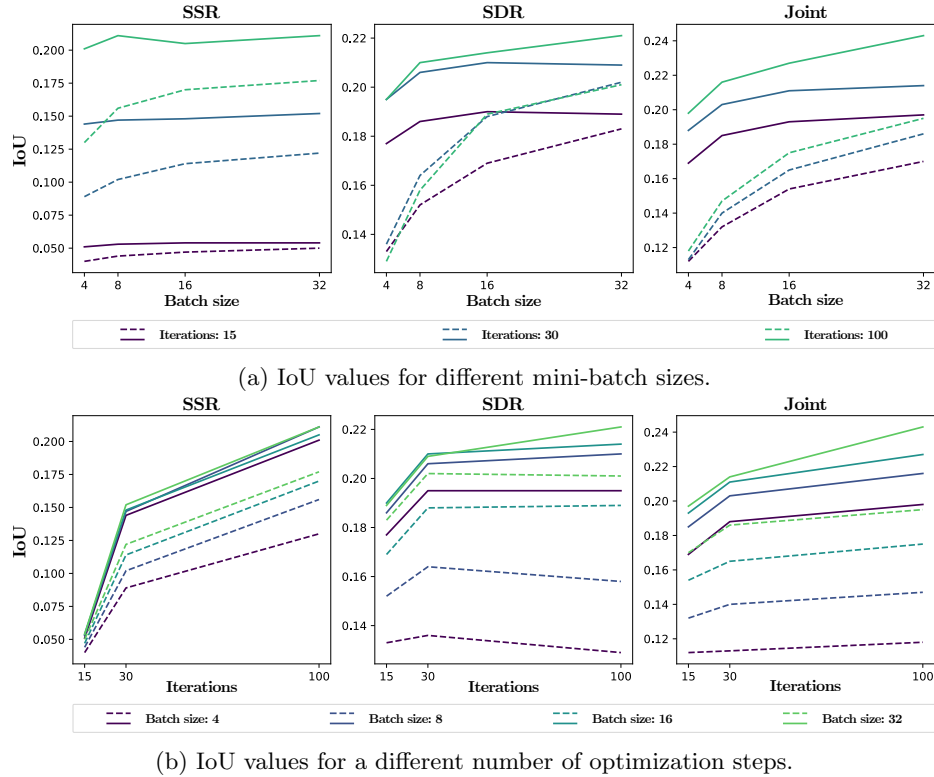 SSR SDR Joint
0.200 0.22 0.24
0.175 0.22
0.150 0.20 0.20
0.125 0.18 0.18
0.100 0.16
0.075 0.16 0.14
0.050 0.14 0.12
IoU
4 8 16 32 4 8 16 32 4 8 16 32
Batch size Batch size Batch size
Iterations: 15 Iterations: 30 Iterations: 100
(a) IoU values for different mini-batch sizes.
SSR SDR Joint
0.200 0.22 0.24
0.175 0.20 0.22
0.150 0.20
0.125 0.18 0.18
0.100 0.16 0.16
0.075 0.14
0.050 0.14 0.12
IoU
15 30 100 15 30 100 15 30 100
Iterations Iterations Iterations
Batch size: 4 Batch size: 8 Batch size: 16 Batch size: 32
(b) IoU values for a different number of optimization steps.